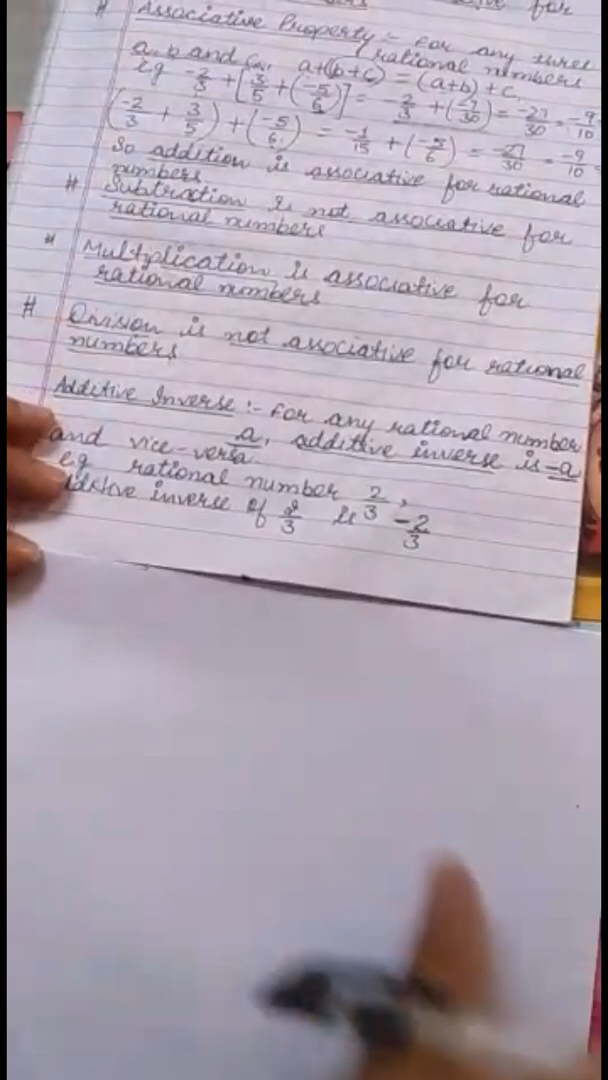 for
# Associative Property :- For any three
rational numbers
a, b and c, a+(b+c) = (a+b)+c
eg -2/3 + [3/5 + (-5/6)] = -2/3 + (-7/30) = -27/30 = -9/10
(-2/3 + 3/5) + (-5/6) = -1/15 + (-5/6) = -27/30 = -9/10
So addition is associative for rational
numbers
# Subtraction is not associative for
rational numbers
# Multiplication is associative for
rational numbers
# Division is not associative for rational
numbers
Additive Inverse :- For any rational number
a, additive inverse is -a
and vice-versa
eg rational number 2/3,
additive inverse of 2/3 is -2/3